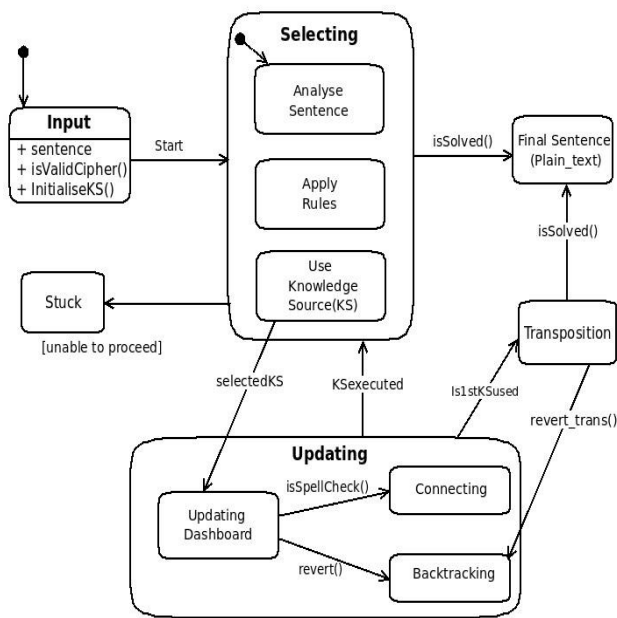 Selecting
Analyse
Sentence
Input
+ sentence
+ isValidCipher()
+ InitialiseKS()
Start
isSolved()
Final Sentence
(Plain_text)
Apply
Rules
isSolved()
Use
Knowledge
Source(KS)
Stuck
[unable to proceed]
Transposition
selectedKS
KSexecuted
Is1stKSused
revert_trans()
Updating
isSpellCheck()
Connecting
Updating
Dashboard
revert()
Backtracking